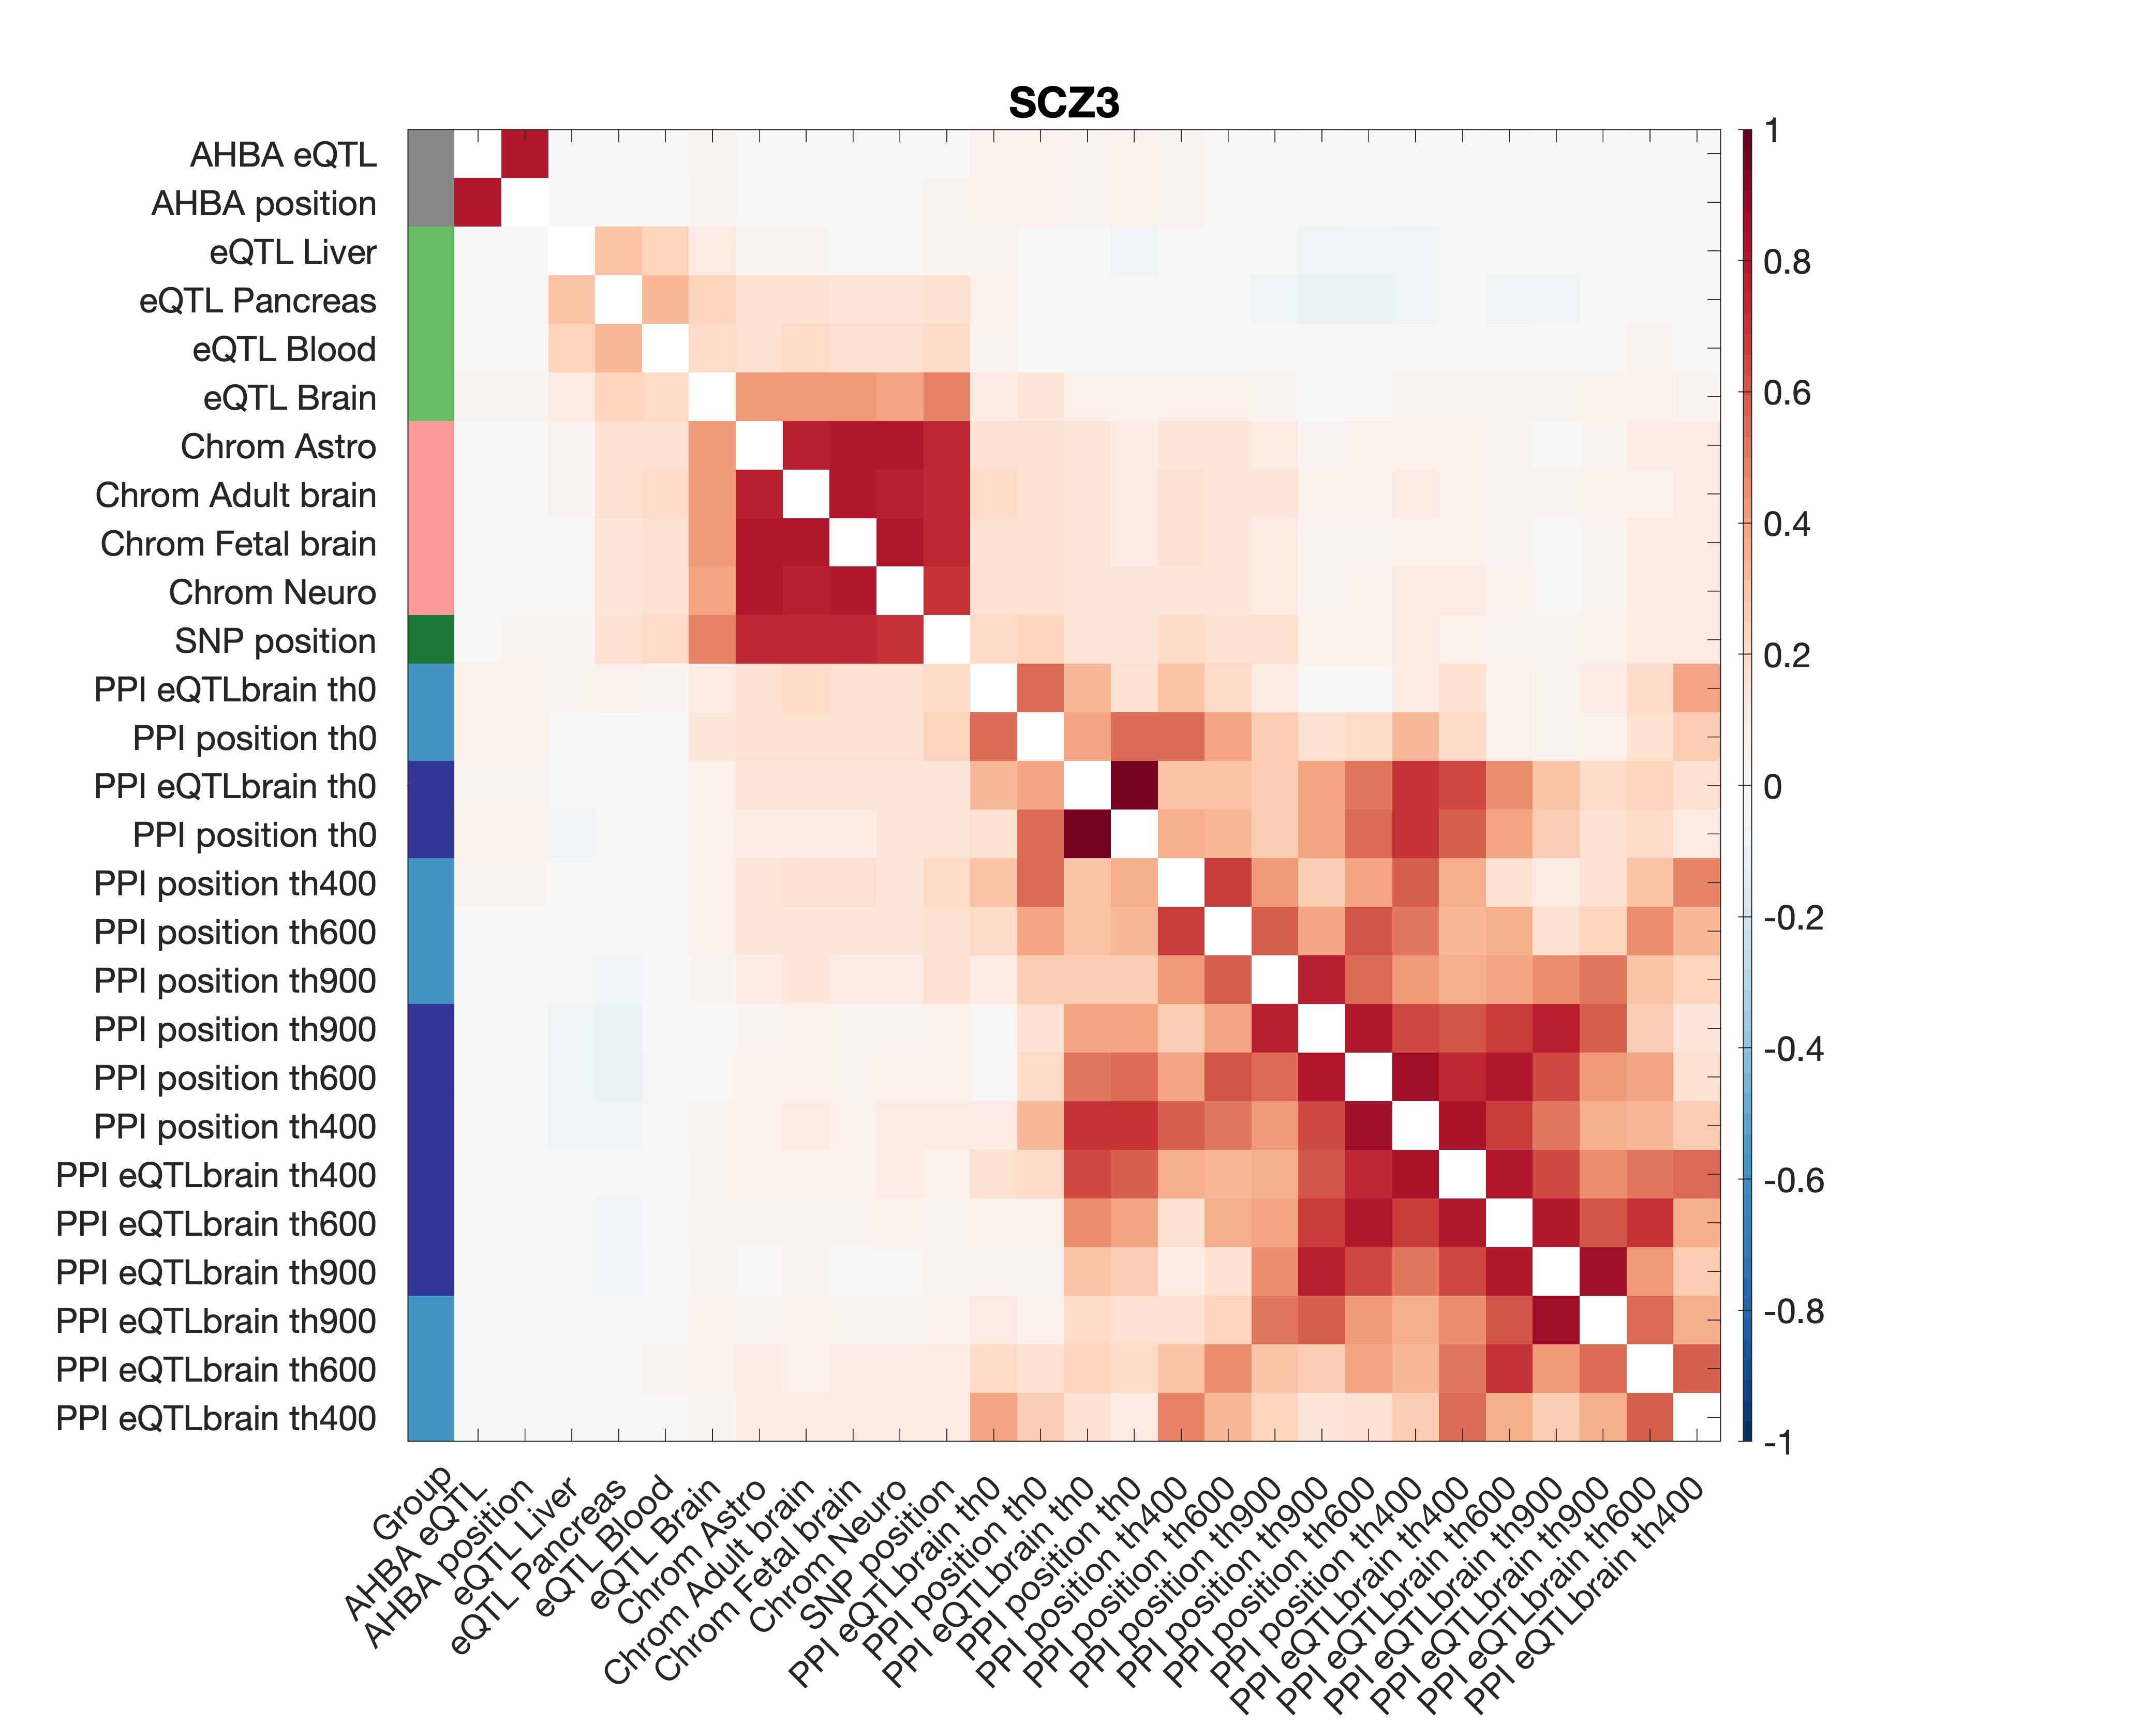 SCZ3
AHBA eQTL
AHBA position
eQTL Liver
eQTL Pancreas
eQTL Blood
eQTL Brain
Chrom Astro
Chrom Adult brain
Chrom Fetal brain
Chrom Neuro
SNP position
PPI eQTLbrain th0
PPI position th0
PPI eQTLbrain th0
PPI position th0
PPI position th400
PPI position th600
PPI position th900
PPI position th900
PPI position th600
PPI position th400
PPI eQTLbrain th400
PPI eQTLbrain th600
PPI eQTLbrain th900
PPI eQTLbrain th900
PPI eQTLbrain th600
PPI eQTLbrain th400
Group
AHBA eQTL
AHBA position
eQTL Liver
eQTL Pancreas
eQTL Blood
eQTL Brain
Chrom Astro
Chrom Adult brain
Chrom Fetal brain
Chrom Neuro
SNP position
PPI eQTLbrain th0
PPI position th0
PPI eQTLbrain th0
PPI position th0
PPI position th400
PPI position th600
PPI position th900
PPI position th900
PPI position th600
PPI position th400
PPI eQTLbrain th400
PPI eQTLbrain th600
PPI eQTLbrain th900
PPI eQTLbrain th900
PPI eQTLbrain th600
PPI eQTLbrain th400
1
0.8
0.6
0.4
0.2
0
-0.2
-0.4
-0.6
-0.8
-1